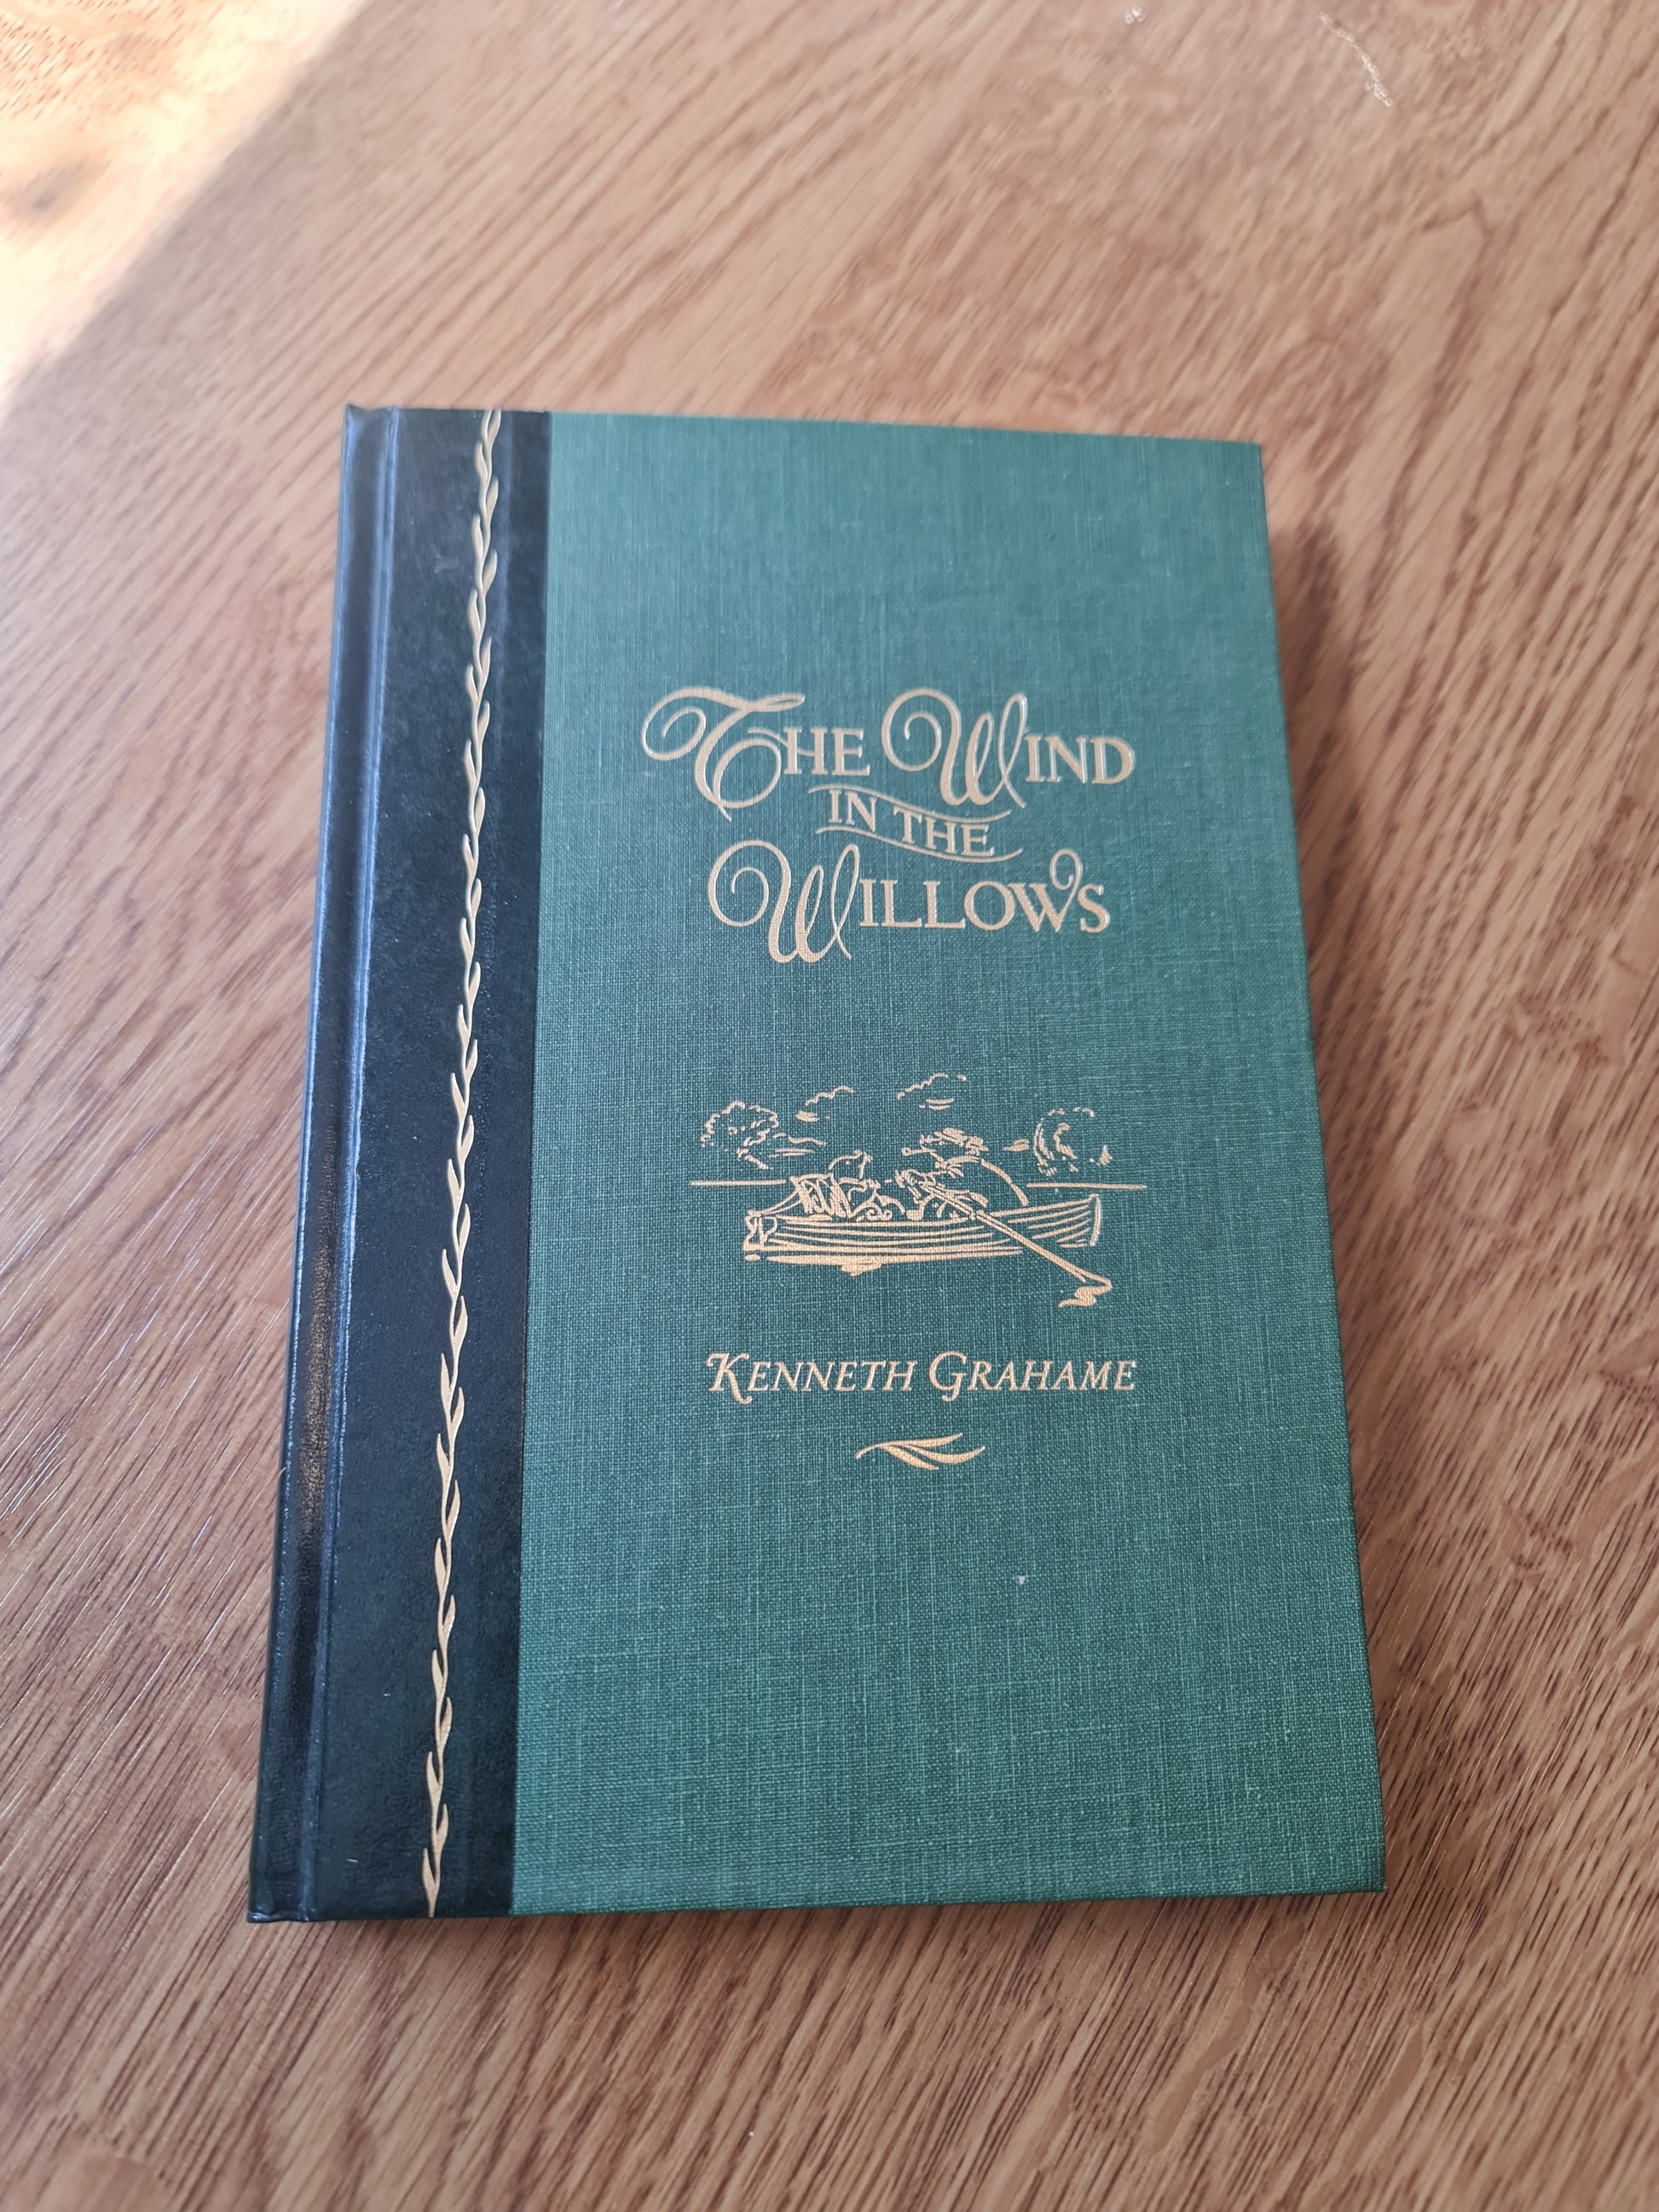 THE WIND
IN THE
WILLOWS
KENNETH GRAHAME